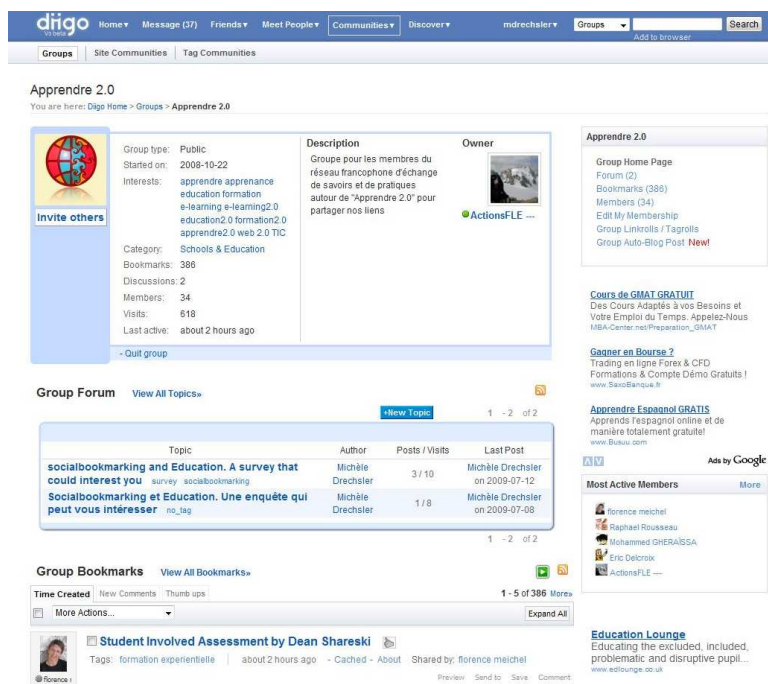 diigo
V3 beta
Home▾ Message (37) Friends▾ Meet People▾ Communities▾ Discover▾ mdrechsler▾ Groups Search
Add to browser
Groups Site Communities Tag Communities
Apprendre 2.0
You are here: Diigo Home > Groups > Apprendre 2.0
Invite others
Group type: Public
Started on: 2008-10-22
Interests: apprendre apprenance
education formation
e-learning e-learning2.0
education2.0 formation2.0
apprendre2.0 web 2.0 TIC
Category: Schools & Education
Bookmarks: 386
Discussions: 2
Members: 34
Visits: 618
Last active: about 2 hours ago
Description
Groupe pour les membres du
réseau francophone d'échange
de savoirs et de pratiques
autour de "Apprendre 2.0" pour
partager nos liens
Owner
ActionsFLE ---
- Quit group
Apprendre 2.0
Group Home Page
Forum (2)
Bookmarks (386)
Members (34)
Edit My Membership
Group Linkrolls / Tagrolls
Group Auto-Blog Post New!
Cours de GMAT GRATUIT
Des Cours Adaptés à vos Besoins et
Votre Emploi du Temps. Appelez-Nous
MBA-Center.net/Preparation_GMAT
Gagner en Bourse ?
Trading en ligne Forex & CFD
Formations & Compte Démo Gratuits !
www.SaxoBanque.fr
Apprendre Espagnol GRATIS
Apprends l'espagnol online et de
manière totalement gratuite!
www.Busuu.com
Ads by Google
Group Forum View All Topics»
+New Topic 1 - 2 of 2
Topic Author Posts / Visits Last Post
socialbookmarking and Education. A survey that
could interest you survey socialbookmarking
Michèle
Drechsler
3 / 10
Michèle Drechsler
on 2009-07-12
Socialbookmarking et Education. Une enquête qui
peut vous intéresser no_tag
Michèle
Drechsler
1 / 8
Michèle Drechsler
on 2009-07-08
1 - 2 of 2
Most Active Members More
florence meichel
Raphael Rousseau
Mohammed GHERAÏSSA
Eric Delcroix
ActionsFLE ---
Group Bookmarks View All Bookmarks»
Time Created New Comments Thumb ups 1 - 5 of 386 More»
More Actions... Expand All
Student Involved Assessment by Dean Shareski
Tags: formation experientielle about 2 hours ago - Cached - About Shared by: florence meichel
florence
Preview Send to Save Comment
Education Lounge
Educating the excluded, included,
problematic and disruptive pupil...
www.edlounge.co.uk